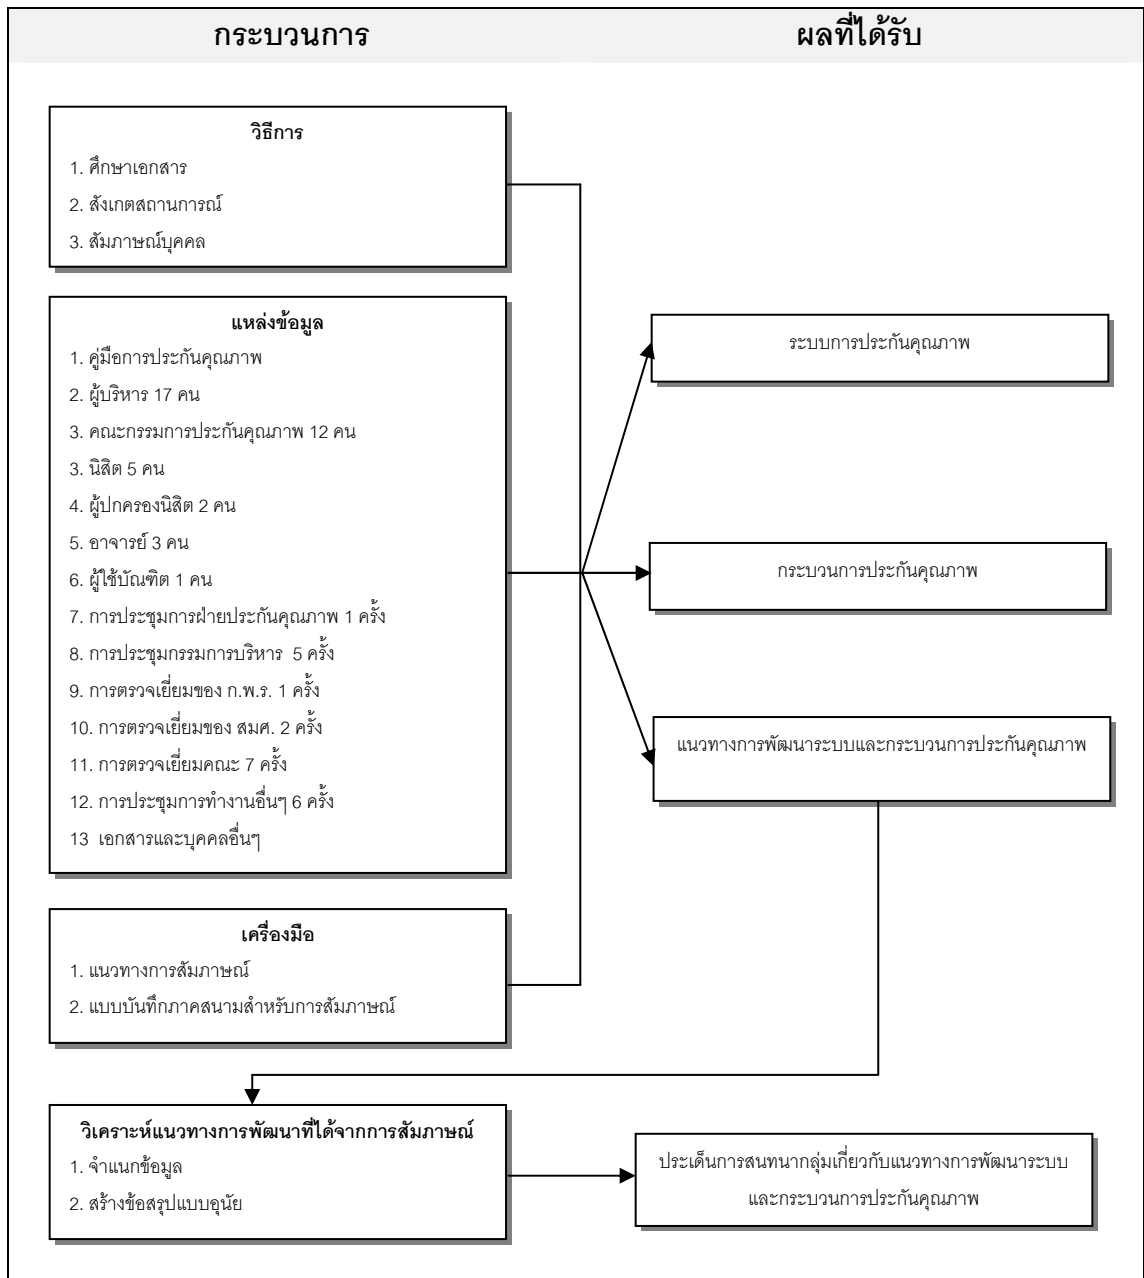 กระบวนการ
ผลที่ได้รับ
วิธีการ
1. ศึกษาเอกสาร
2. สังเกตสถานการณ์
3. สัมภาษณ์บุคคล
แหล่งข้อมูล
1. คู่มือการประกันคุณภาพ
2. ผู้บริหาร 17 คน
3. คณะกรรมการประกันคุณภาพ 12 คน
3. นิสิต 5 คน
4. ผู้ปกครองนิสิต 2 คน
5. อาจารย์ 3 คน
6. ผู้ใช้บัณฑิต 1 คน
7. การประชุมการฝ่ายประกันคุณภาพ 1 ครั้ง
8. การประชุมกรรมการบริหาร 5 ครั้ง
9. การตรวจเยี่ยมของ ก.พ.ร. 1 ครั้ง
10. การตรวจเยี่ยมของ สมศ. 2 ครั้ง
11. การตรวจเยี่ยมคณะ 7 ครั้ง
12. การประชุมการทำงานอื่นๆ 6 ครั้ง
13 เอกสารและบุคคลอื่นๆ
เครื่องมือ
1. แนวทางการสัมภาษณ์
2. แบบบันทึกภาคสนามสำหรับการสัมภาษณ์
ระบบการประกันคุณภาพ
กระบวนการประกันคุณภาพ
แนวทางการพัฒนาระบบและกระบวนการประกันคุณภาพ
วิเคราะห์แนวทางการพัฒนาที่ได้จากการสัมภาษณ์
1. จำแนกข้อมูล
2. สร้างข้อสรุปแบบอุนัย
ประเด็นการสนทนากลุ่มเกี่ยวกับแนวทางการพัฒนาระบบ
และกระบวนการประกันคุณภาพ